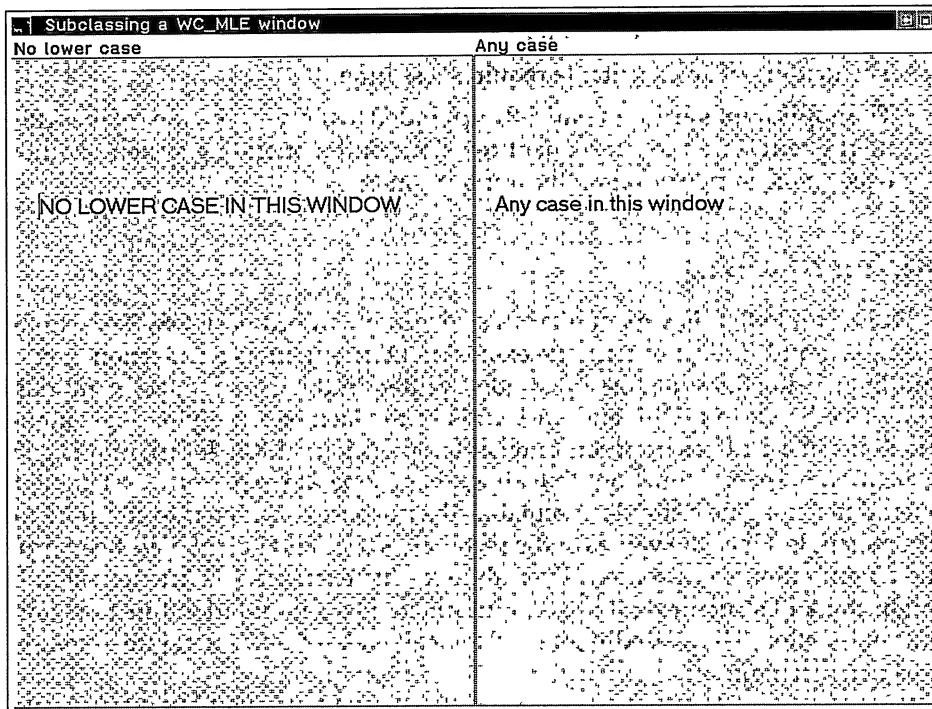 Subclassing a WC_MLE window
No lower case
Any case
NO LOWER CASE IN THIS WINDOW
Any case in this window